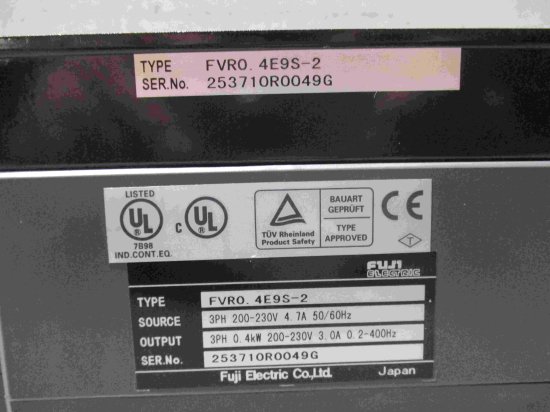 TYPE FVR0.4E9S-2
SER.No. 253710R0049G
LISTED
UL
C UL
7B98
IND.CONT.EQ.
TÜV Rheinland
Product Safety
BAUART
GEPRÜFT
TYPE
APPROVED
CE
T
FUJI
ELECTRIC
TYPE FVR0.4E9S-2
SOURCE 3PH 200-230V 4.7A 50/60Hz
OUTPUT 3PH 0.4kW 200-230V 3.0A 0.2-400Hz
SER.No. 253710R0049G
Fuji Electric Co.,Ltd. Japan